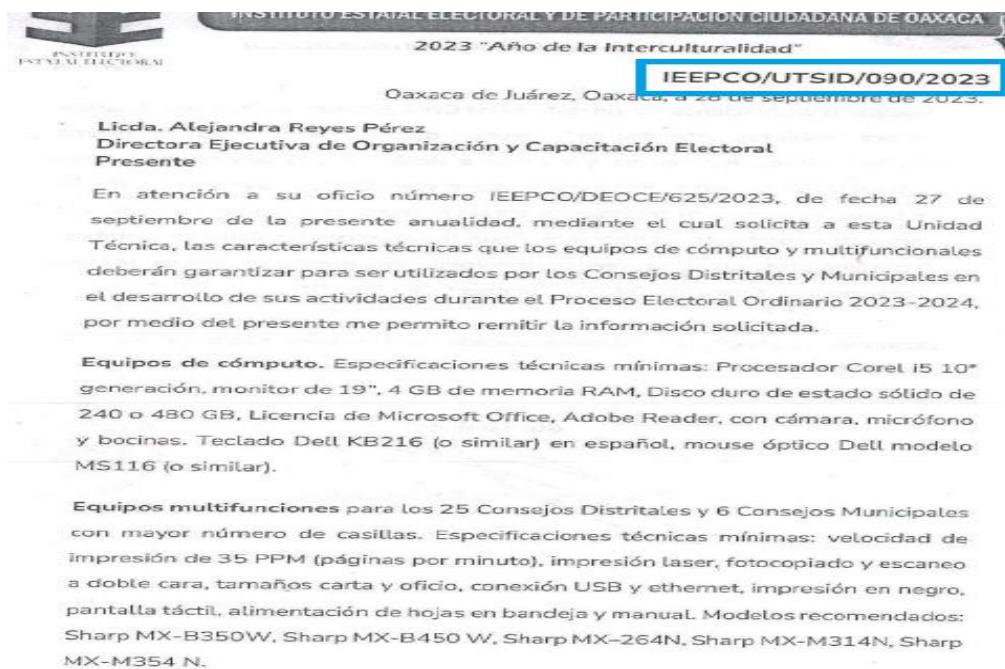 INSTITUTO ESTATAL ELECTORAL Y DE PARTICIPACIÓN CIUDADANA DE OAXACA
INSTITUTO
ESTATAL ELECTORAL
2023 "Año de la Interculturalidad"
IEEPCO/UTSID/090/2023
Oaxaca de Juárez, Oaxaca, a 28 de septiembre de 2023.
Licda. Alejandra Reyes Pérez
Directora Ejecutiva de Organización y Capacitación Electoral
Presente
En atención a su oficio número IEEPCO/DEOCE/625/2023, de fecha 27 de
septiembre de la presente anualidad, mediante el cual solicita a esta Unidad
Técnica, las características técnicas que los equipos de cómputo y multifuncionales
deberán garantizar para ser utilizados por los Consejos Distritales y Municipales en
el desarrollo de sus actividades durante el Proceso Electoral Ordinario 2023-2024,
por medio del presente me permito remitir la información solicitada.
Equipos de cómputo. Especificaciones técnicas mínimas: Procesador CoreI i5 10ª
generación, monitor de 19", 4 GB de memoria RAM, Disco duro de estado sólido de
240 o 480 GB, Licencia de Microsoft Office, Adobe Reader, con cámara, micrófono
y bocinas. Teclado Dell KB216 (o similar) en español, mouse óptico Dell modelo
MS116 (o similar).
Equipos multifunciones para los 25 Consejos Distritales y 6 Consejos Municipales
con mayor número de casillas. Especificaciones técnicas mínimas: velocidad de
impresión de 35 PPM (páginas por minuto), impresión laser, fotocopiado y escaneo
a doble cara, tamaños carta y oficio, conexión USB y ethernet, impresión en negro,
pantalla táctil, alimentación de hojas en bandeja y manual. Modelos recomendados:
Sharp MX-B350W, Sharp MX-B450 W, Sharp MX–264N, Sharp MX-M314N, Sharp
MX-M354 N.